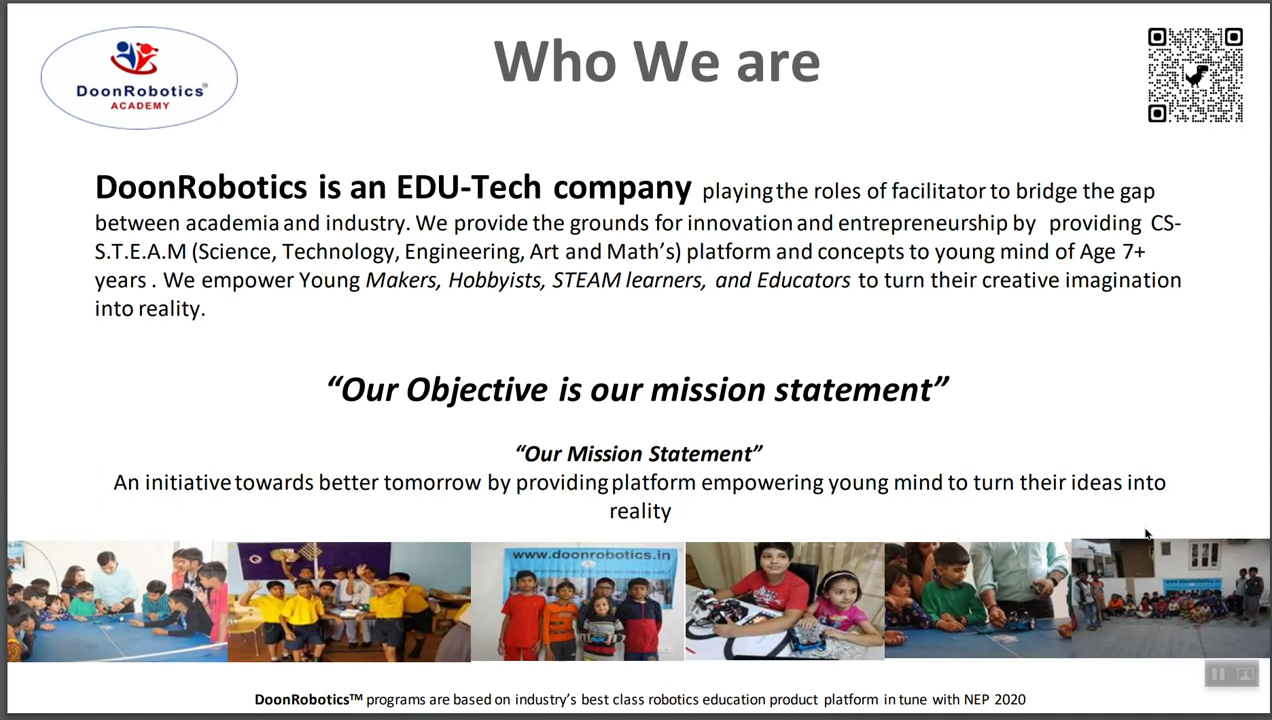 DoonRobotics
ACADEMY
Who We are
DoonRobotics is an EDU-Tech company playing the roles of facilitator to bridge the gap
between academia and industry. We provide the grounds for innovation and entrepreneurship by providing CS-
S.T.E.A.M (Science, Technology, Engineering, Art and Math’s) platform and concepts to young mind of Age 7+
years . We empower Young Makers, Hobbyists, STEAM learners, and Educators to turn their creative imagination
into reality.
“Our Objective is our mission statement”
“Our Mission Statement”
An initiative towards better tomorrow by providing platform empowering young mind to turn their ideas into
reality
www.doonrobotics.in
DoonRobotics™ programs are based on industry’s best class robotics education product platform in tune with NEP 2020